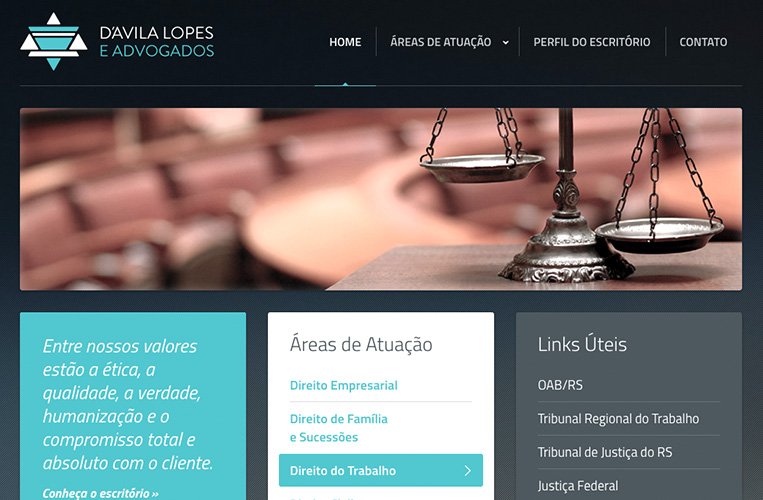 D'AVILA LOPES
E ADVOGADOS
HOME
ÁREAS DE ATUAÇÃO
PERFIL DO ESCRITÓRIO
CONTATO
Entre nossos valores
estão a ética, a
qualidade, a verdade,
humanização e o
compromisso total e
absoluto com o cliente.
Conheça o escritório »
Áreas de Atuação
Direito Empresarial
Direito de Família
e Sucessões
Direito do Trabalho
Links Úteis
OAB/RS
Tribunal Regional do Trabalho
Tribunal de Justiça do RS
Justiça Federal